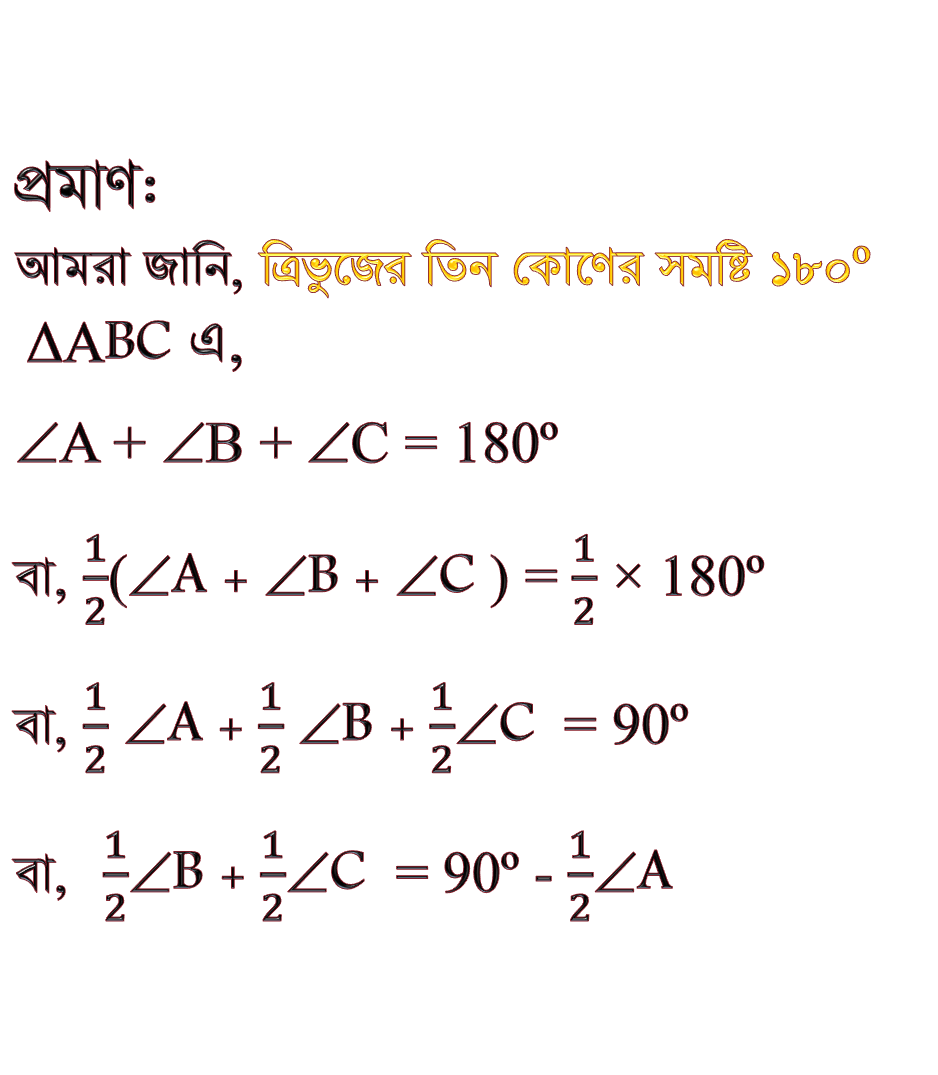 প্রমাণঃ
আমরা জানি, ত্রিভুজের তিন কোণের সমষ্টি ১৮০º
ΔABC এ,
∠A + ∠B + ∠C = 180º
বা, 1/2(∠A + ∠B + ∠C ) = 1/2 × 180º
বা, 1/2 ∠A + 1/2 ∠B + 1/2∠C = 90º
বা, 1/2∠B + 1/2∠C = 90º - 1/2∠A